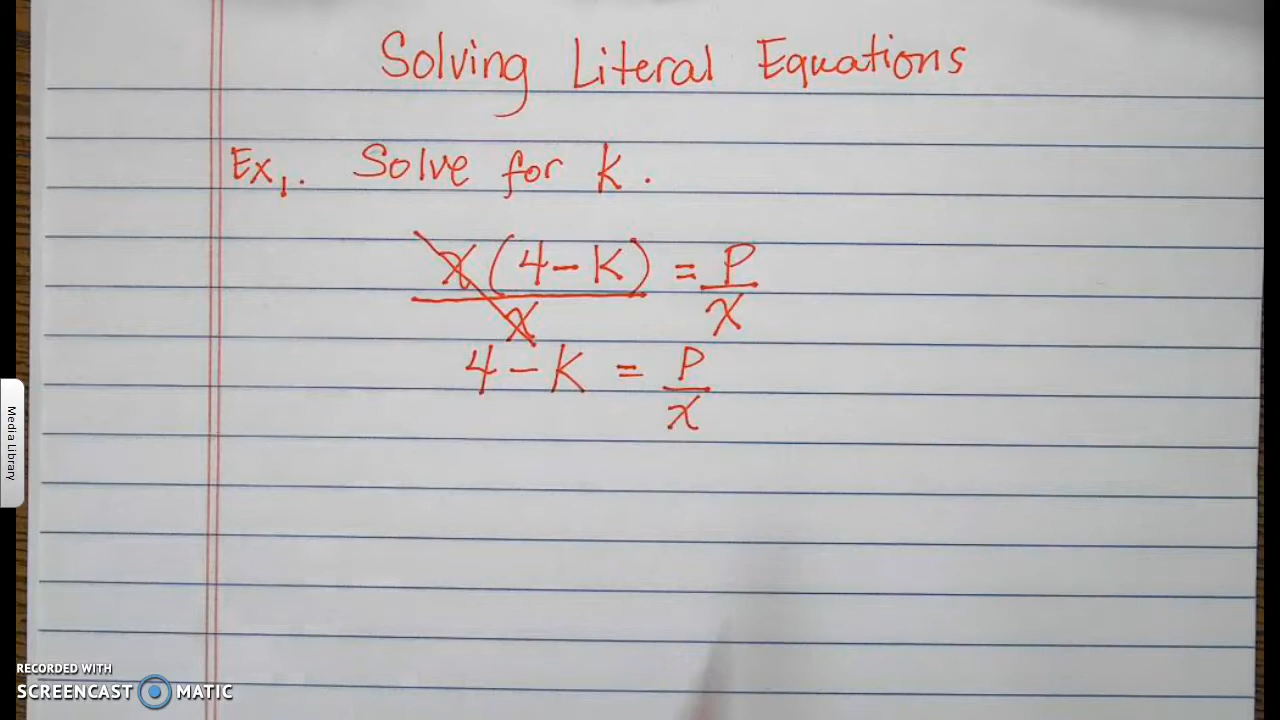 Solving Literal Equations
Ex1. Solve for k.
x(4-K) = P
x x
4-K = P
x
Media Library
RECORDED WITH
SCREENCAST MATIC